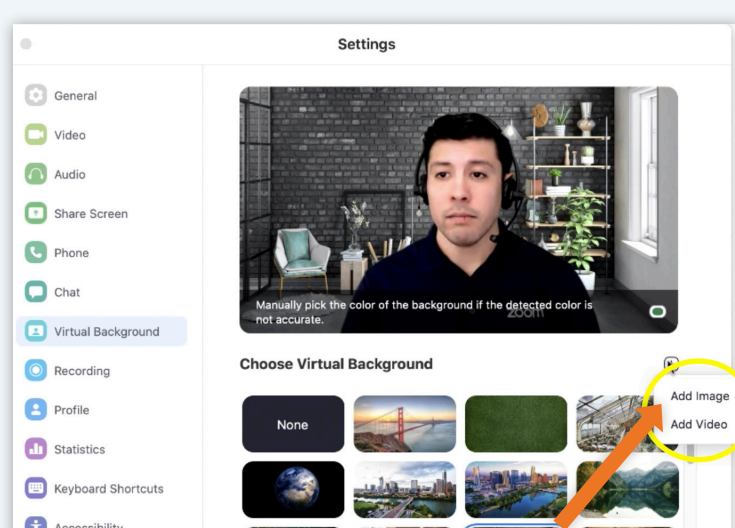 Settings
General
Video
Audio
Share Screen
Phone
Chat
Virtual Background
Recording
Profile
Statistics
Keyboard Shortcuts
Accessibility
Manually pick the color of the background if the detected color is
not accurate.
zoom
Choose Virtual Background
Add Image
Add Video
None